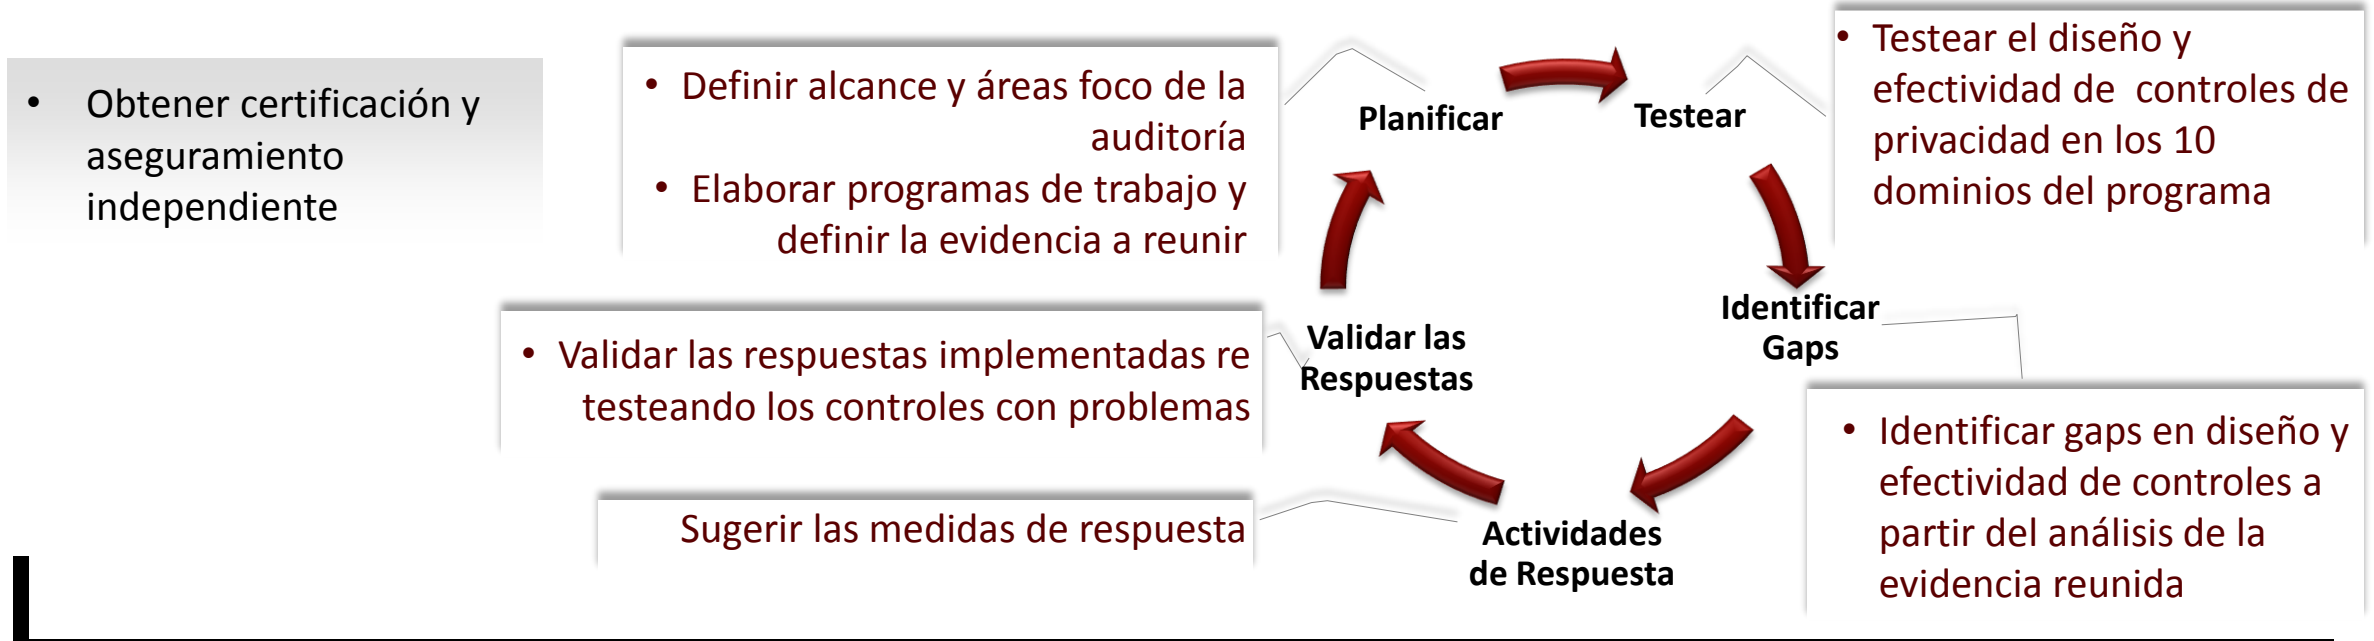 • Obtener certificación y
aseguramiento
independiente
• Definir alcance y áreas foco de la
auditoría
• Elaborar programas de trabajo y
definir la evidencia a reunir
Planificar
Testear
• Testear el diseño y
efectividad de controles de
privacidad en los 10
dominios del programa
• Validar las respuestas implementadas re
testeando los controles con problemas
Validar las
Respuestas
Identificar
Gaps
• Identificar gaps en diseño y
efectividad de controles a
partir del análisis de la
evidencia reunida
Sugerir las medidas de respuesta
Actividades
de Respuesta